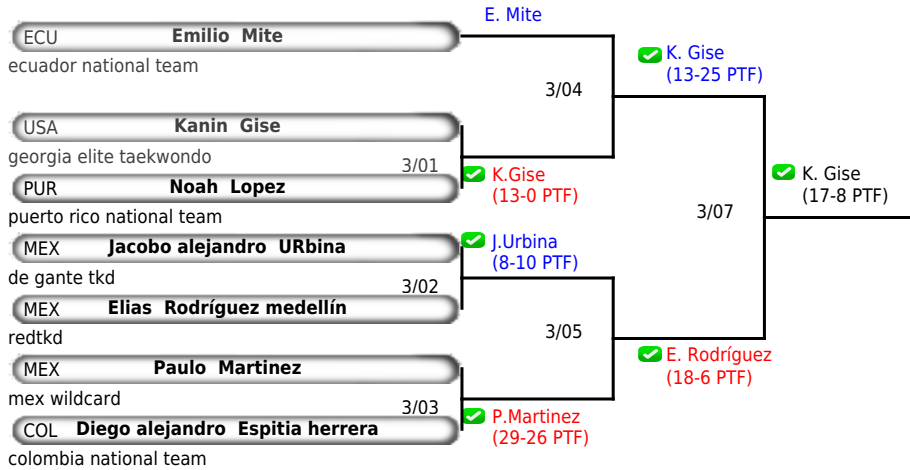 E. Mite
ECU Emilio Mite
ecuador national team
K. Gise
(13-25 PTF)
3/04
USA Kanin Gise
georgia elite taekwondo
3/01
K.Gise
(13-0 PTF)
K. Gise
(17-8 PTF)
PUR Noah Lopez
puerto rico national team
3/07
MEX Jacobo alejandro URbina
J.Urbina
(8-10 PTF)
de gante tkd
3/02
MEX Elias Rodríguez medellín
redtkd
3/05
MEX Paulo Martinez
E. Rodríguez
(18-6 PTF)
mex wildcard
3/03
P.Martinez
(29-26 PTF)
COL Diego alejandro Espitia herrera
colombia national team